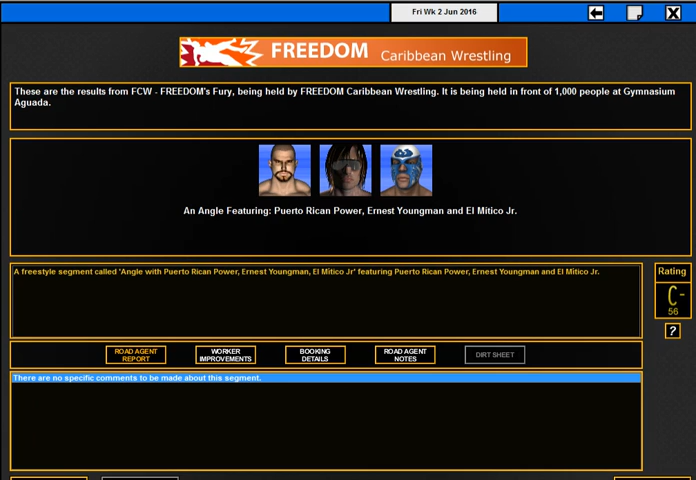 Fri Wk 2 Jun 2016
FREEDOM Caribbean Wrestling
These are the results from FCW - FREEDOM's Fury, being held by FREEDOM Caribbean Wrestling. It is being held in front of 1,000 people at Gymnasium
Aguada.
An Angle Featuring: Puerto Rican Power, Ernest Youngman and El Mitico Jr.
A freestyle segment called 'Angle with Puerto Rican Power, Ernest Youngman, El Mitico Jr' featuring Puerto Rican Power, Ernest Youngman and El Mitico Jr.
Rating
C-
56
?
ROAD AGENT
REPORT
WORKER
IMPROVEMENTS
BOOKING
DETAILS
ROAD AGENT
NOTES
DIRT SHEET
There are no specific comments to be made about this segment.